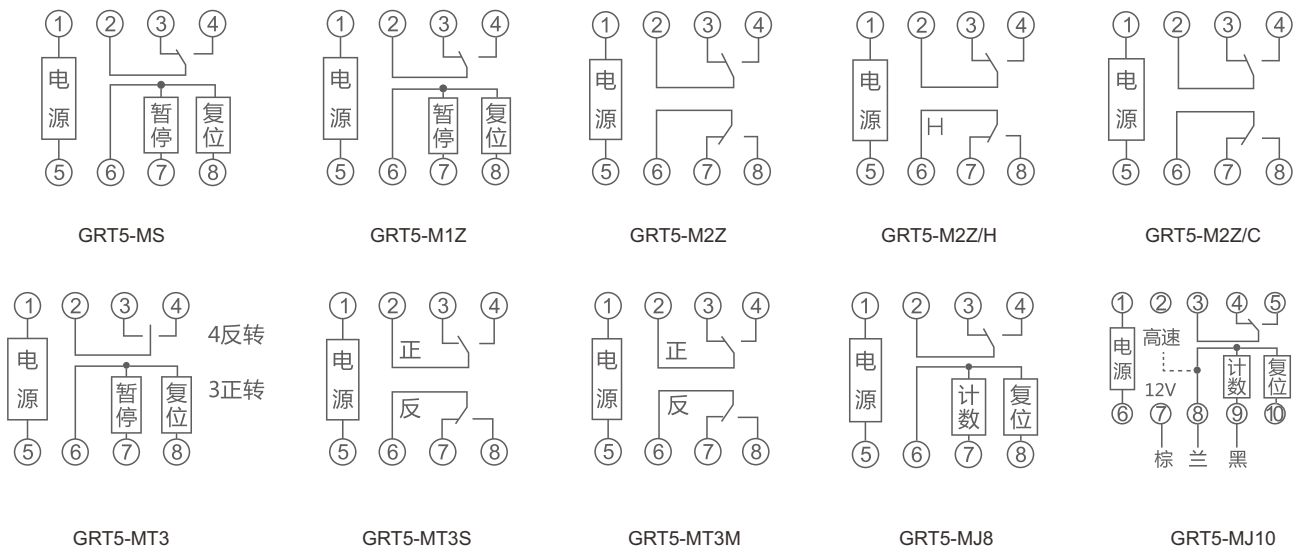 ① ② ③ ④
电源
暂停
复位
⑤ ⑥ ⑦ ⑧
GRT5-MS
① ② ③ ④
电源
暂停
复位
⑤ ⑥ ⑦ ⑧
GRT5-M1Z
① ② ③ ④
电源
⑤ ⑥ ⑦ ⑧
GRT5-M2Z
① ② ③ ④
电源
H
⑤ ⑥ ⑦ ⑧
GRT5-M2Z/H
① ② ③ ④
电源
⑤ ⑥ ⑦ ⑧
GRT5-M2Z/C
① ② ③ ④
4反转
电源
暂停
复位
3正转
⑤ ⑥ ⑦ ⑧
GRT5-MT3
① ② ③ ④
正
电源
反
⑤ ⑥ ⑦ ⑧
GRT5-MT3S
① ② ③ ④
正
电源
反
⑤ ⑥ ⑦ ⑧
GRT5-MT3M
① ② ③ ④
电源
计数
复位
⑤ ⑥ ⑦ ⑧
GRT5-MJ8
① ② ③ ④ ⑤
高速
电源
计数
复位
12V
⑥ ⑦ ⑧ ⑨ ⑩
棕 兰 黑
GRT5-MJ10